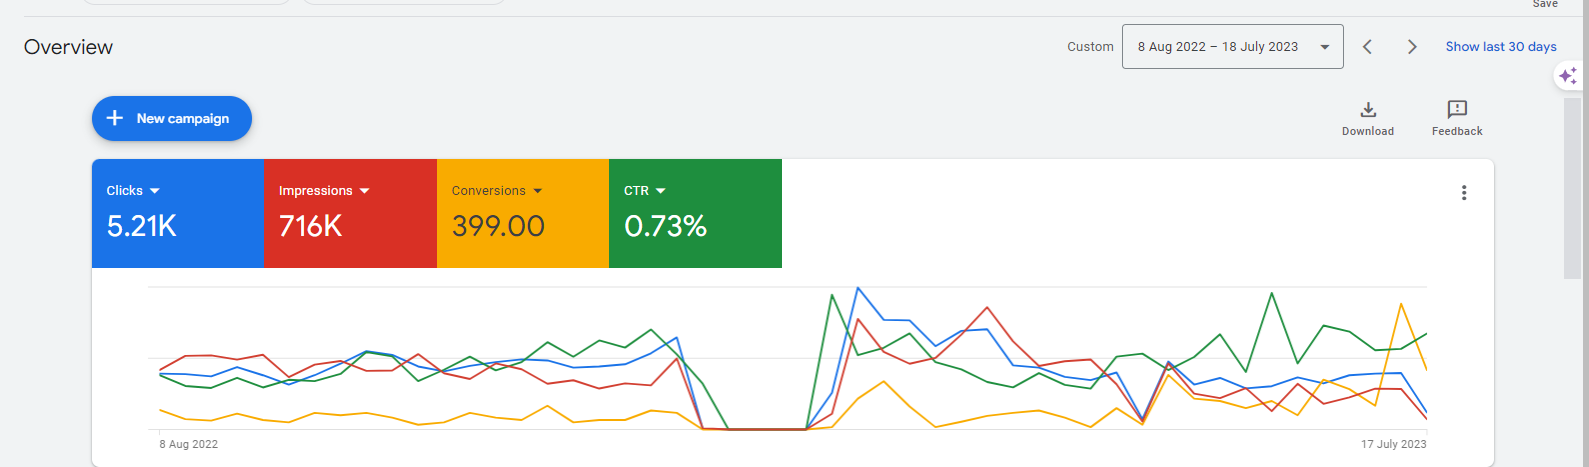 Save
Overview
Custom
8 Aug 2022 – 18 July 2023
Show last 30 days
New campaign
Download
Feedback
Clicks
Impressions
Conversions
CTR
5.21K
716K
399.00
0.73%
8 Aug 2022
17 July 2023